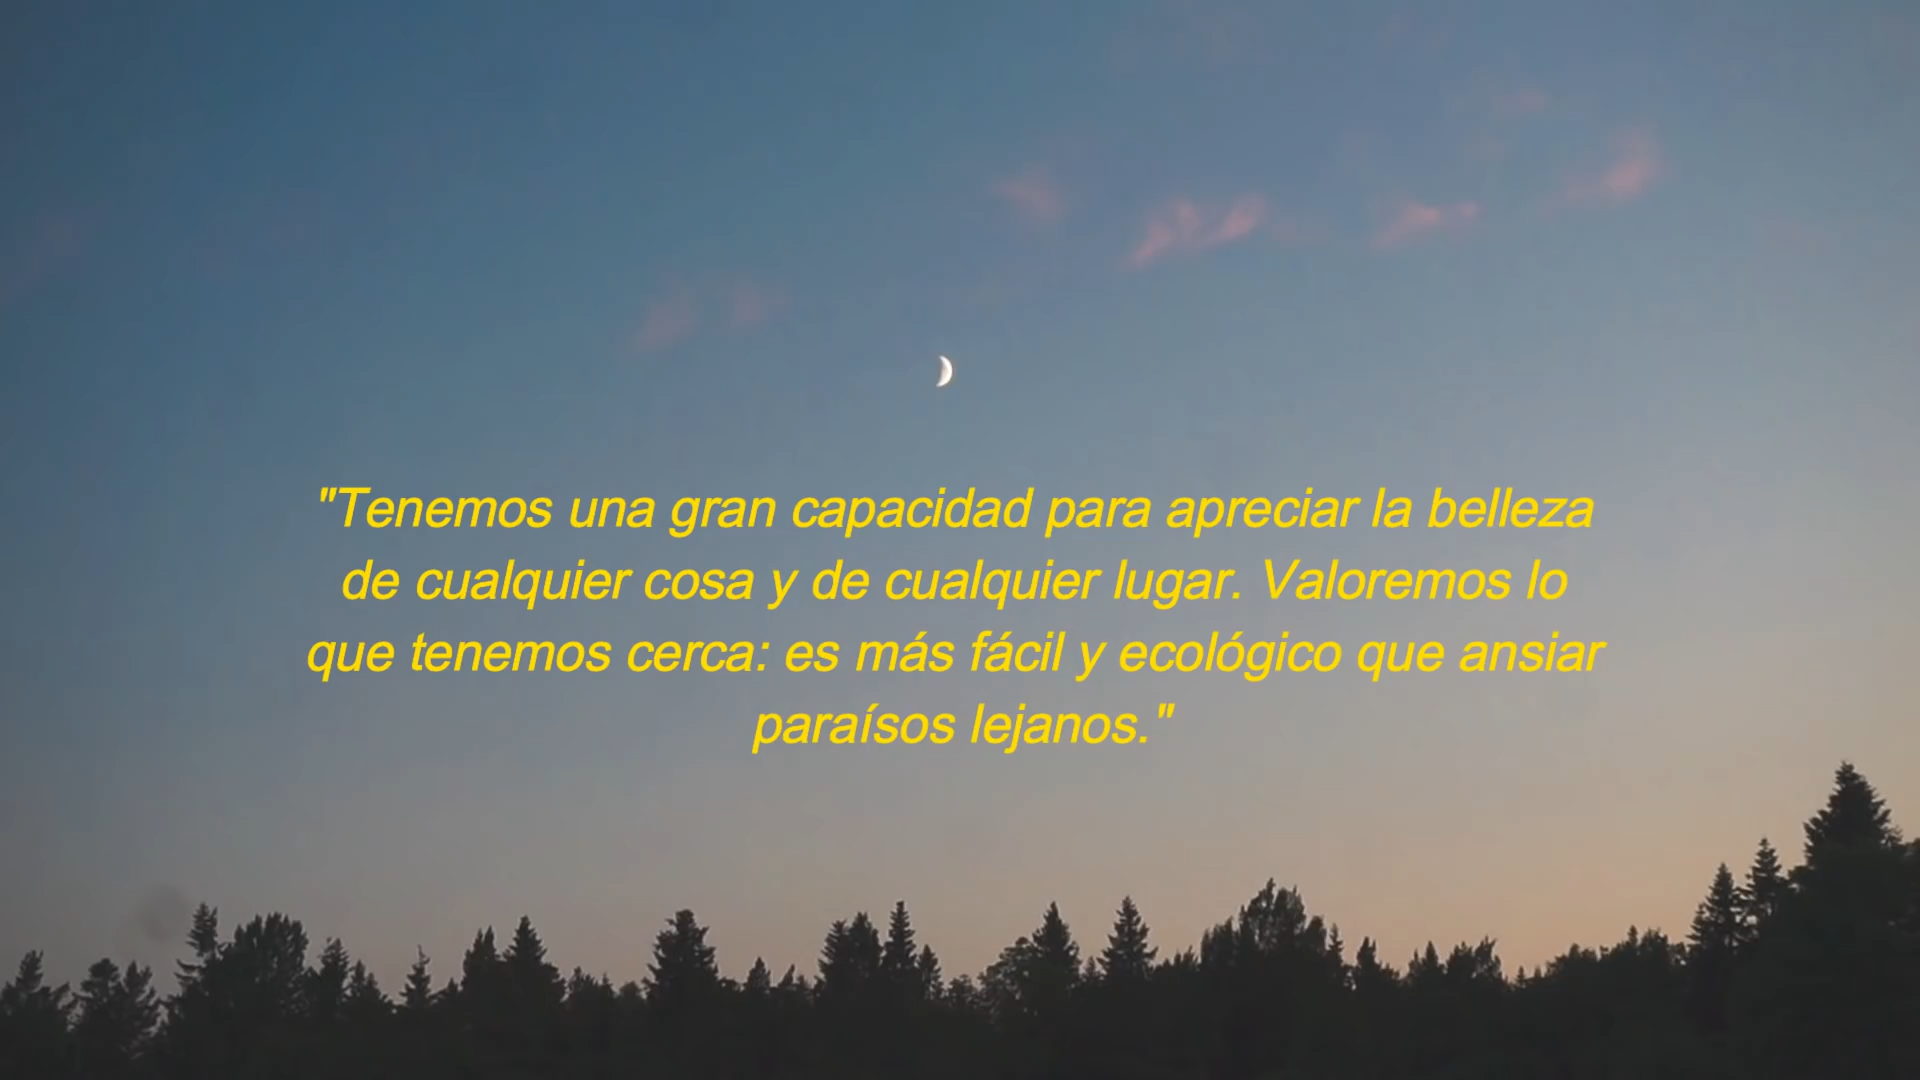 "Tenemos una gran capacidad para apreciar la belleza
de cualquier cosa y de cualquier lugar. Valoremos lo
que tenemos cerca: es más fácil y ecológico que ansiar
paraísos lejanos."